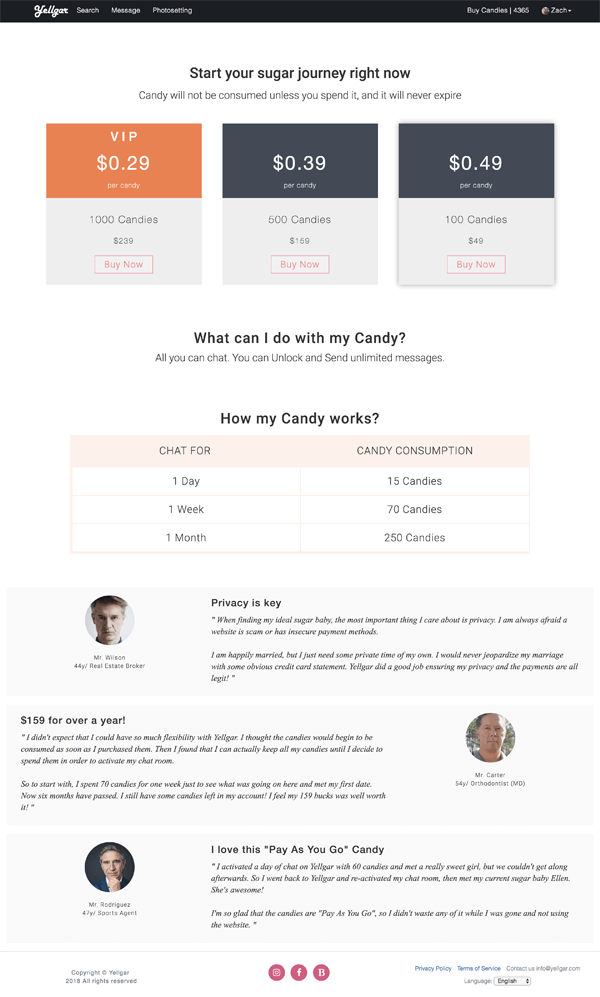 Yellgar Search Message Photosetting Buy Candies | 4365 Zach
Start your sugar journey right now
Candy will not be consumed unless you spend it, and it will never expire
VIP
$0.29 $0.39 $0.49
per candy per candy per candy
1000 Candies 500 Candies 100 Candies
$239 $159 $49
Buy Now Buy Now Buy Now
What can I do with my Candy?
All you can chat. You can Unlock and Send unlimited messages.
How my Candy works?
CHAT FOR CANDY CONSUMPTION
1 Day 15 Candies
1 Week 70 Candies
1 Month 250 Candies
Mr. Wilson
44y/ Real Estate Broker
Privacy is key
" When finding my ideal sugar baby, the most important thing I care about is privacy. I am always afraid a
website is scam or has insecure payment methods.
I am happily married, but I just need some private time of my own. I would never jeopardize my marriage
with some obvious credit card statement. Yellgar did a good job ensuring my privacy and the payments are all
legit! "
$159 for over a year!
" I didn't expect that I could have so much flexibility with Yellgar. I thought the candies would begin to be
consumed as soon as I purchased them. Then I found that I can actually keep all my candies until I decide to
spend them in order to activate my chat room.
So to start with, I spent 70 candies for one week just to see what was going on here and met my first date.
Now six months have passed. I still have some candies left in my account! I feel my 159 bucks was well worth
it! "
Mr. Carter
54y/ Orthodontist (MD)
Mr. Rodriguez
47y/ Sports Agent
I love this "Pay As You Go" Candy
" I activated a day of chat on Yellgar with 60 candies and met a really sweet girl, but we couldn't get along
afterwards. So I went back to Yellgar and re-activated my chat room, then met my current sugar baby Ellen.
She's awesome!
I'm so glad that the candies are "Pay As You Go", so I didn't waste any of it while I was gone and not using
the website. "
Copyright © Yellgar
2018 All rights reserved
Privacy Policy Terms of Service Contact us info@yellgar.com
Language: English